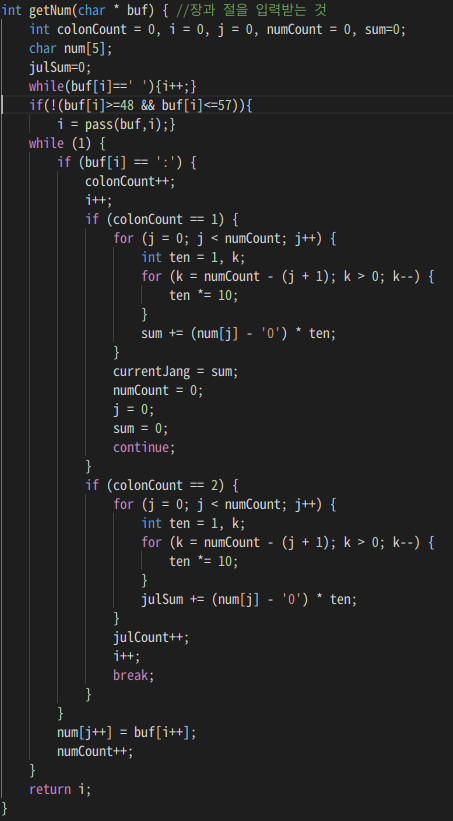 int getNum(char * buf) { //장과 절을 입력받는 것
    int colonCount = 0, i = 0, j = 0, numCount = 0, sum=0;
    char num[5];
    julSum=0;
    while(buf[i]==' '){i++;}
    if(!(buf[i]>=48 && buf[i]<=57)){
        i = pass(buf,i);}
    while (1) {
        if (buf[i] == ':') {
            colonCount++;
            i++;
            if (colonCount == 1) {
                for (j = 0; j < numCount; j++) {
                    int ten = 1, k;
                    for (k = numCount - (j + 1); k > 0; k--) {
                        ten *= 10;
                    }
                    sum += (num[j] - '0') * ten;
                }
                currentJang = sum;
                numCount = 0;
                j = 0;
                sum = 0;
                continue;
            }
            if (colonCount == 2) {
                for (j = 0; j < numCount; j++) {
                    int ten = 1, k;
                    for (k = numCount - (j + 1); k > 0; k--) {
                        ten *= 10;
                    }
                    julSum += (num[j] - '0') * ten;
                }
                julCount++;
                i++;
                break;
            }
        }
        num[j++] = buf[i++];
        numCount++;
    }
    return i;
}